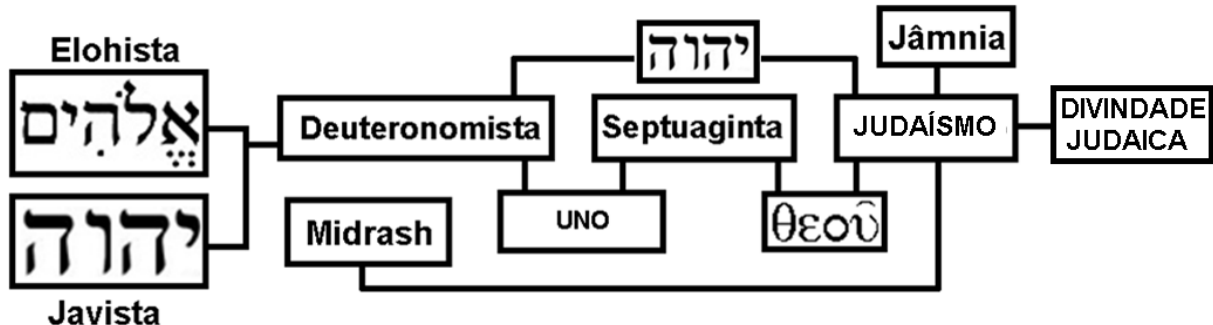 Elohista
אֱלֹהִים
יהוה
Javista
Deuteronomista
Midrash
יהוה
Septuaginta
UNO
θεοῦ
Jâmnia
JUDAÍSMO
DIVINDADE
JUDAICA